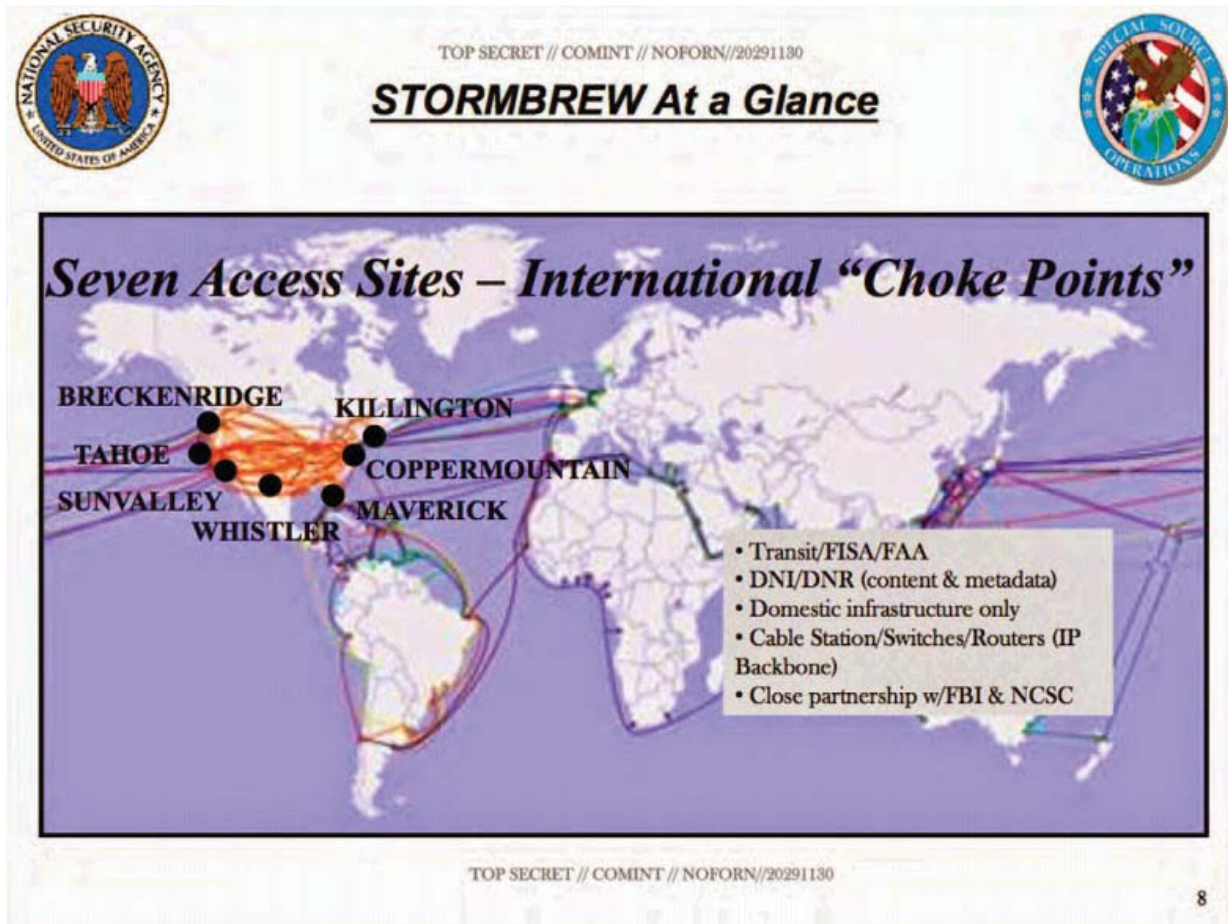 NATIONAL SECURITY AGENCY
UNITED STATES OF AMERICA
TOP SECRET // COMINT // NOFORN//20291130
STORMBREW At a Glance
SPECIAL SOURCE
OPERATIONS
Seven Access Sites – International “Choke Points”
BRECKENRIDGE
KILLINGTON
TAHOE
COPPERMOUNTAIN
SUNVALLEY
MAVERICK
WHISTLER
• Transit/FISA/FAA
• DNI/DNR (content & metadata)
• Domestic infrastructure only
• Cable Station/Switches/Routers (IP
Backbone)
• Close partnership w/FBI & NCSC
TOP SECRET // COMINT // NOFORN//20291130
8